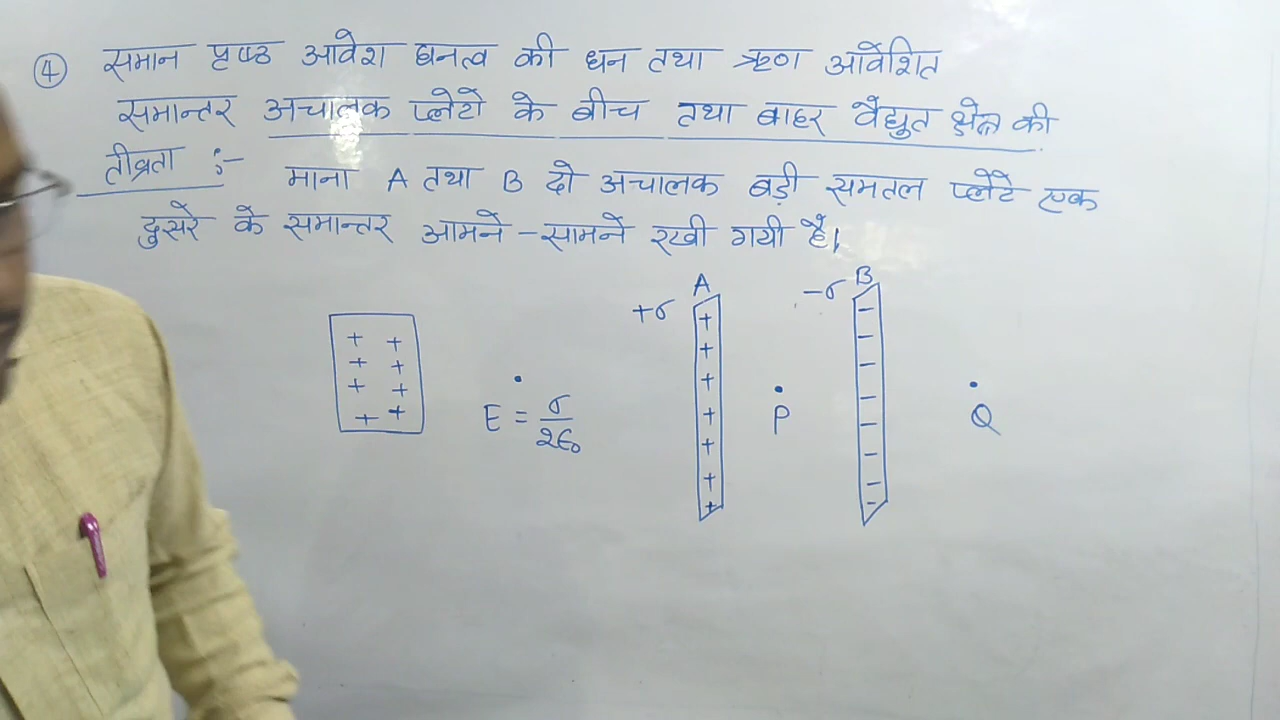 ④ समान पृष्ठ आवेश घनत्व की धन तथा ऋण आवेशित
समान्तर अचालक प्लेटो के बीच तथा बाहर वैद्युत क्षेत्र की
तीव्रता :- माना A तथा B दो अचालक बड़ी समतल प्लेटे एक
दुसरे के समान्तर आमने-सामने रखी गयी है।
A
B
+σ
-σ
+ +
+ +
+ +
+ +
E = σ/2ϵ₀
+
+
+
+
+
+
+
P
−
−
−
−
−
−
−
−
Q